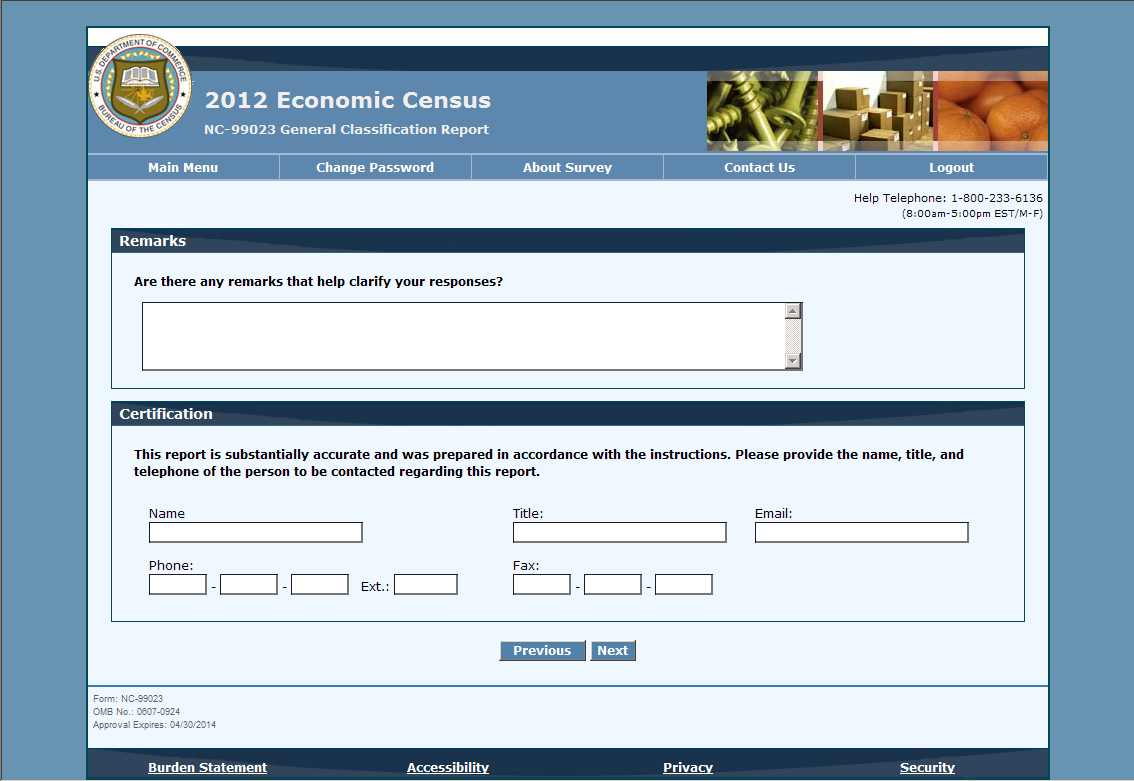 U.S. DEPARTMENT OF COMMERCE
BUREAU OF THE CENSUS
2012 Economic Census
NC-99023 General Classification Report
Main Menu Change Password About Survey Contact Us Logout
Help Telephone: 1-800-233-6136
(8:00am-5:00pm EST/M-F)
Remarks
Are there any remarks that help clarify your responses?
Certification
This report is substantially accurate and was prepared in accordance with the instructions. Please provide the name, title, and
telephone of the person to be contacted regarding this report.
Name Title: Email:
Phone: Fax:
- - Ext.: - -
Previous Next
Form: NC-99023
OMB No.: 0607-0924
Approval Expires: 04/30/2014
Burden Statement Accessibility Privacy Security